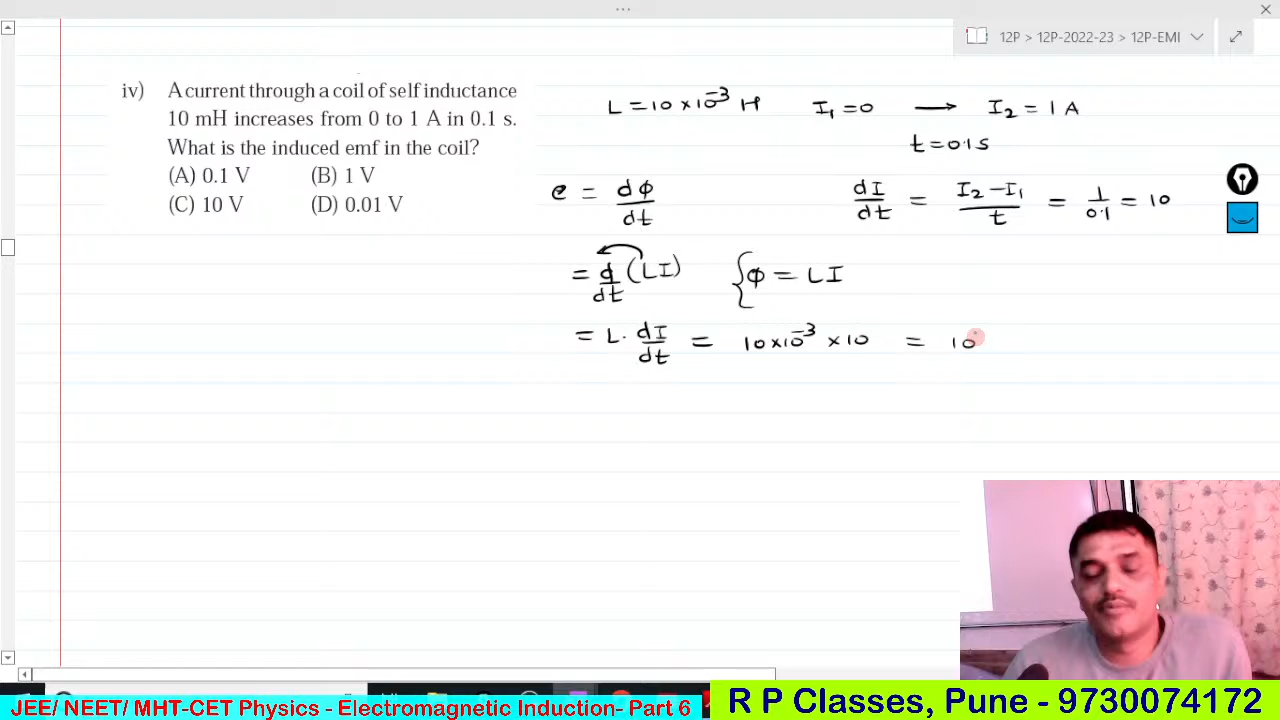 12P > 12P-2022-23 > 12P-EMI
iv) A current through a coil of self inductance
10 mH increases from 0 to 1 A in 0.1 s.
What is the induced emf in the coil?
(A) 0.1 V (B) 1 V
(C) 10 V (D) 0.01 V
L = 10 × 10⁻³ H I₁ = 0 → I₂ = 1 A
t = 0.1 s
e = dφ/dt dI/dt = (I₂ − I₁)/t = 1/0.1 = 10
= d/dt (LI) { φ = LI
= L · dI/dt = 10 × 10⁻³ × 10 = 10
JEE/ NEET/ MHT-CET Physics - Electromagnetic Induction- Part 6
R P Classes, Pune - 9730074172